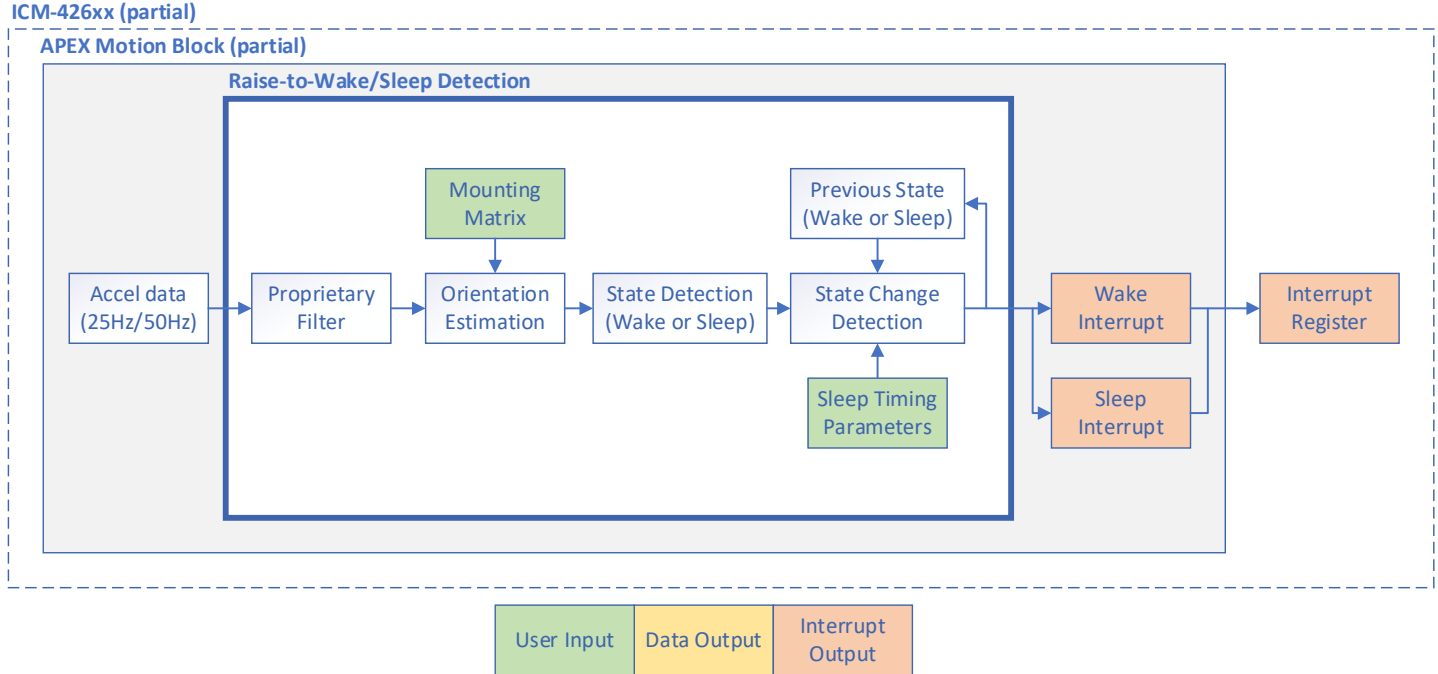 ICM-426xx (partial)
APEX Motion Block (partial)
Raise-to-Wake/Sleep Detection
Mounting
Matrix
Previous State
(Wake or Sleep)
Accel data
(25Hz/50Hz)
Proprietary
Filter
Orientation
Estimation
State Detection
(Wake or Sleep)
State Change
Detection
Wake
Interrupt
Interrupt
Register
Sleep Timing
Parameters
Sleep
Interrupt
User Input
Data Output
Interrupt
Output